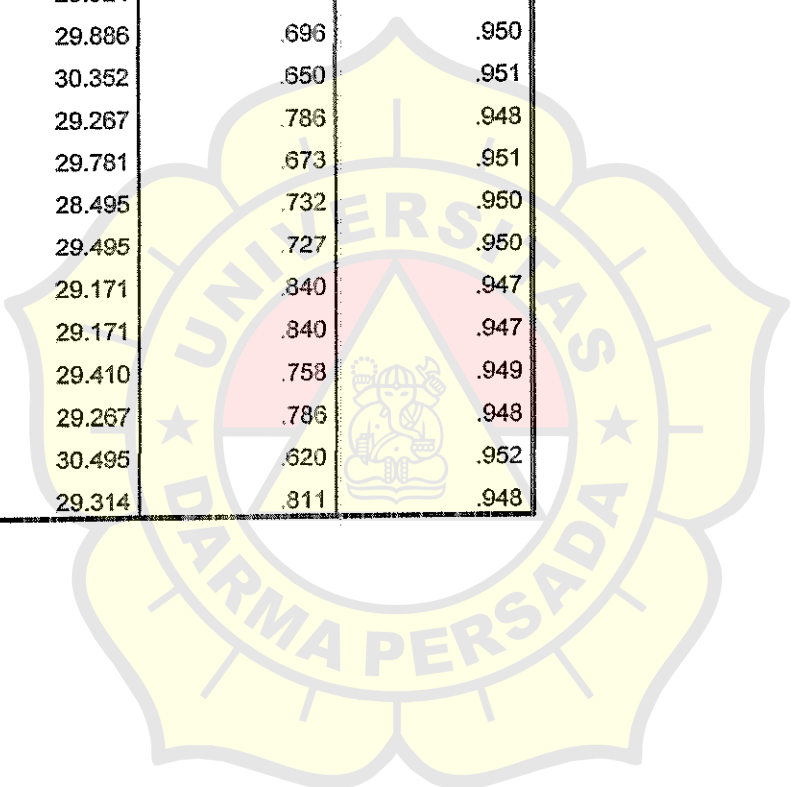 29.886 .696 .950
30.352 .650 .951
29.267 .786 .948
29.781 .673 .951
28.495 .732 .950
29.495 .727 .950
29.171 .840 .947
29.171 .840 .947
29.410 .758 .949
29.267 .786 .948
30.495 .620 .952
29.314 .811 .948
UNIVERSITAS
DARMA PERSADA